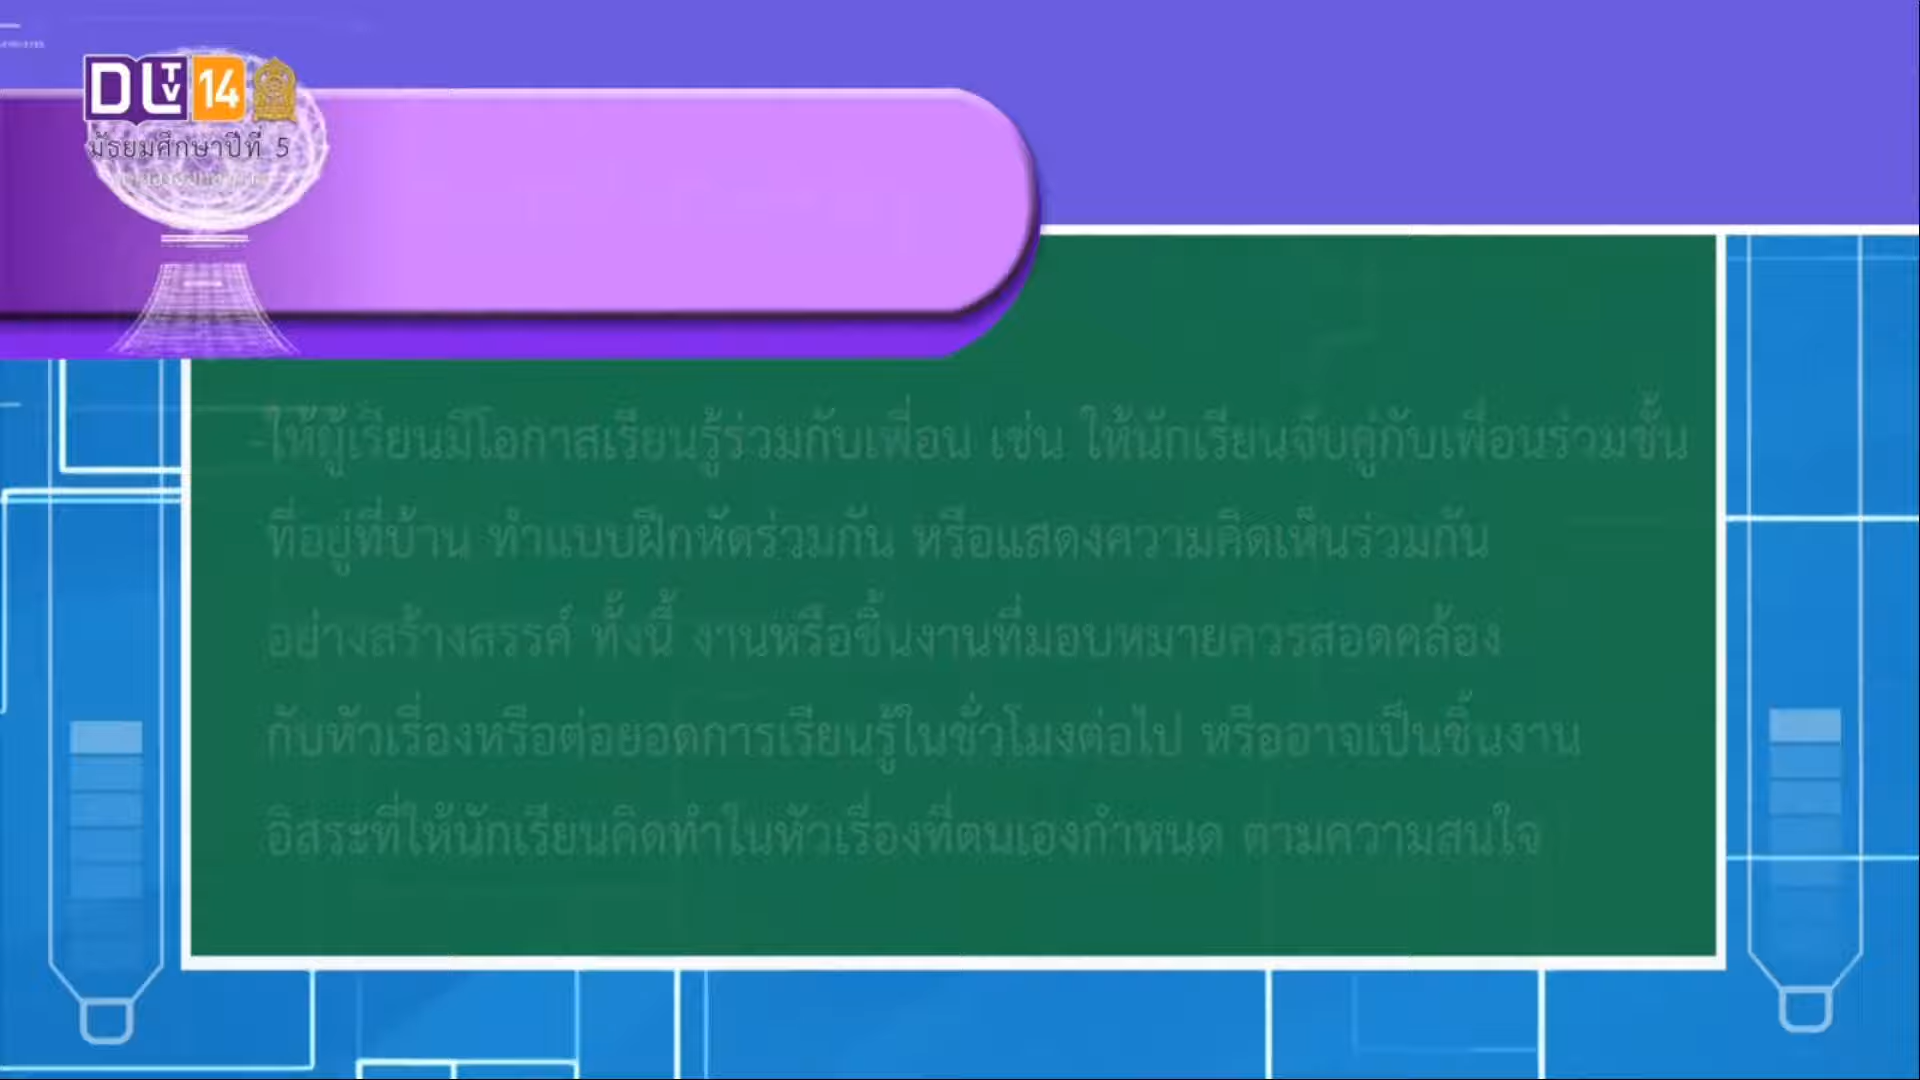 DLTV 14
มัธยมศึกษาปีที่ 5
-ให้ผู้เรียนมีโอกาสเรียนรู้ร่วมกับเพื่อน เช่น ให้นักเรียนจับคู่กับเพื่อนร่วมชั้น
ที่อยู่ที่บ้าน ทำแบบฝึกหัดร่วมกัน หรือแสดงความคิดเห็นร่วมกัน
อย่างสร้างสรรค์ ทั้งนี้ งานหรือชิ้นงานที่มอบหมายควรสอดคล้อง
กับหัวเรื่องหรือต่อยอดการเรียนรู้ในชั่วโมงต่อไป หรืออาจเป็นชิ้นงาน
อิสระที่ให้นักเรียนคิดทำในหัวเรื่องที่ตนเองกำหนด ตามความสนใจ